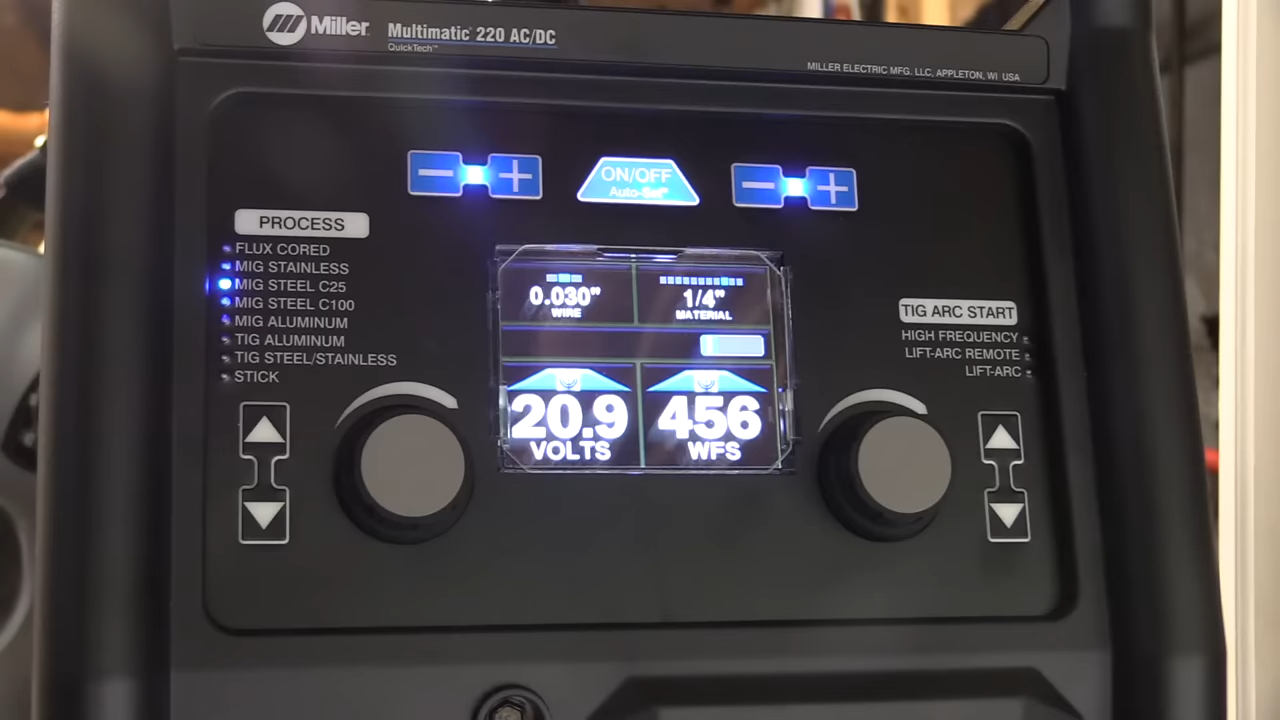 Miller
Multimatic® 220 AC/DC
QuickTech™
MILLER ELECTRIC MFG. LLC, APPLETON, WI USA
− +
ON/OFF
Auto-Set™
− +
PROCESS
FLUX CORED
MIG STAINLESS
MIG STEEL C25
MIG STEEL C100
MIG ALUMINUM
TIG ALUMINUM
TIG STEEL/STAINLESS
STICK
0.030"
WIRE
1/4"
MATERIAL
20.9
VOLTS
456
WFS
TIG ARC START
HIGH FREQUENCY
LIFT-ARC REMOTE
LIFT-ARC